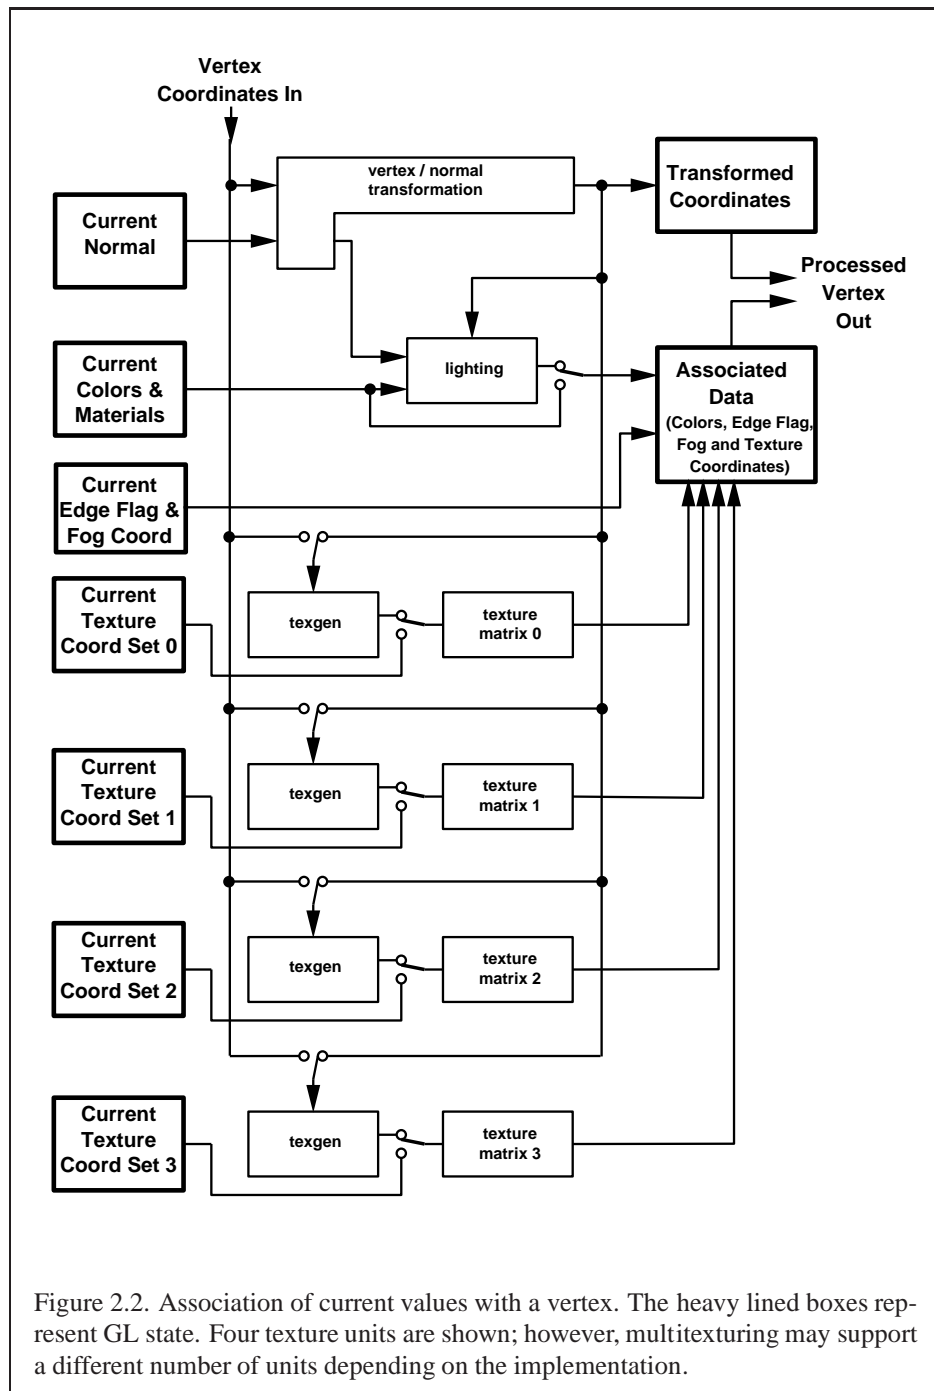 Vertex
Coordinates In
vertex / normal
transformation
Transformed
Coordinates
Current
Normal
Processed
Vertex
Out
Current
Colors &
Materials
lighting
Associated
Data
(Colors, Edge Flag,
Fog and Texture
Coordinates)
Current
Edge Flag &
Fog Coord
Current
Texture
Coord Set 0
texgen
texture
matrix 0
Current
Texture
Coord Set 1
texgen
texture
matrix 1
Current
Texture
Coord Set 2
texgen
texture
matrix 2
Current
Texture
Coord Set 3
texgen
texture
matrix 3
Figure 2.2. Association of current values with a vertex. The heavy lined boxes rep-
resent GL state. Four texture units are shown; however, multitexturing may support
a different number of units depending on the implementation.